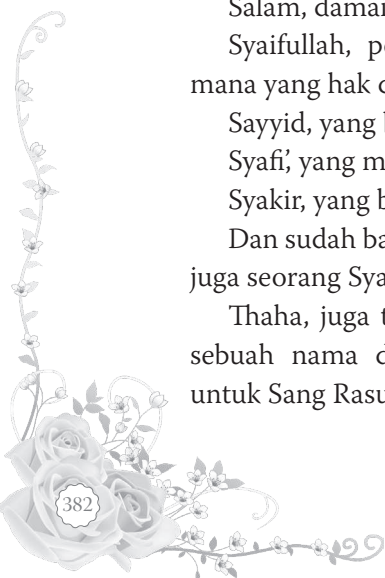 Salam, damai
Syaifullah, p
mana yang hak d
Sayyid, yang
Syafi’, yang m
Syakir, yang b
Dan sudah ba
juga seorang Sya
Thaha, juga t
sebuah nama d
untuk Sang Rasu
382